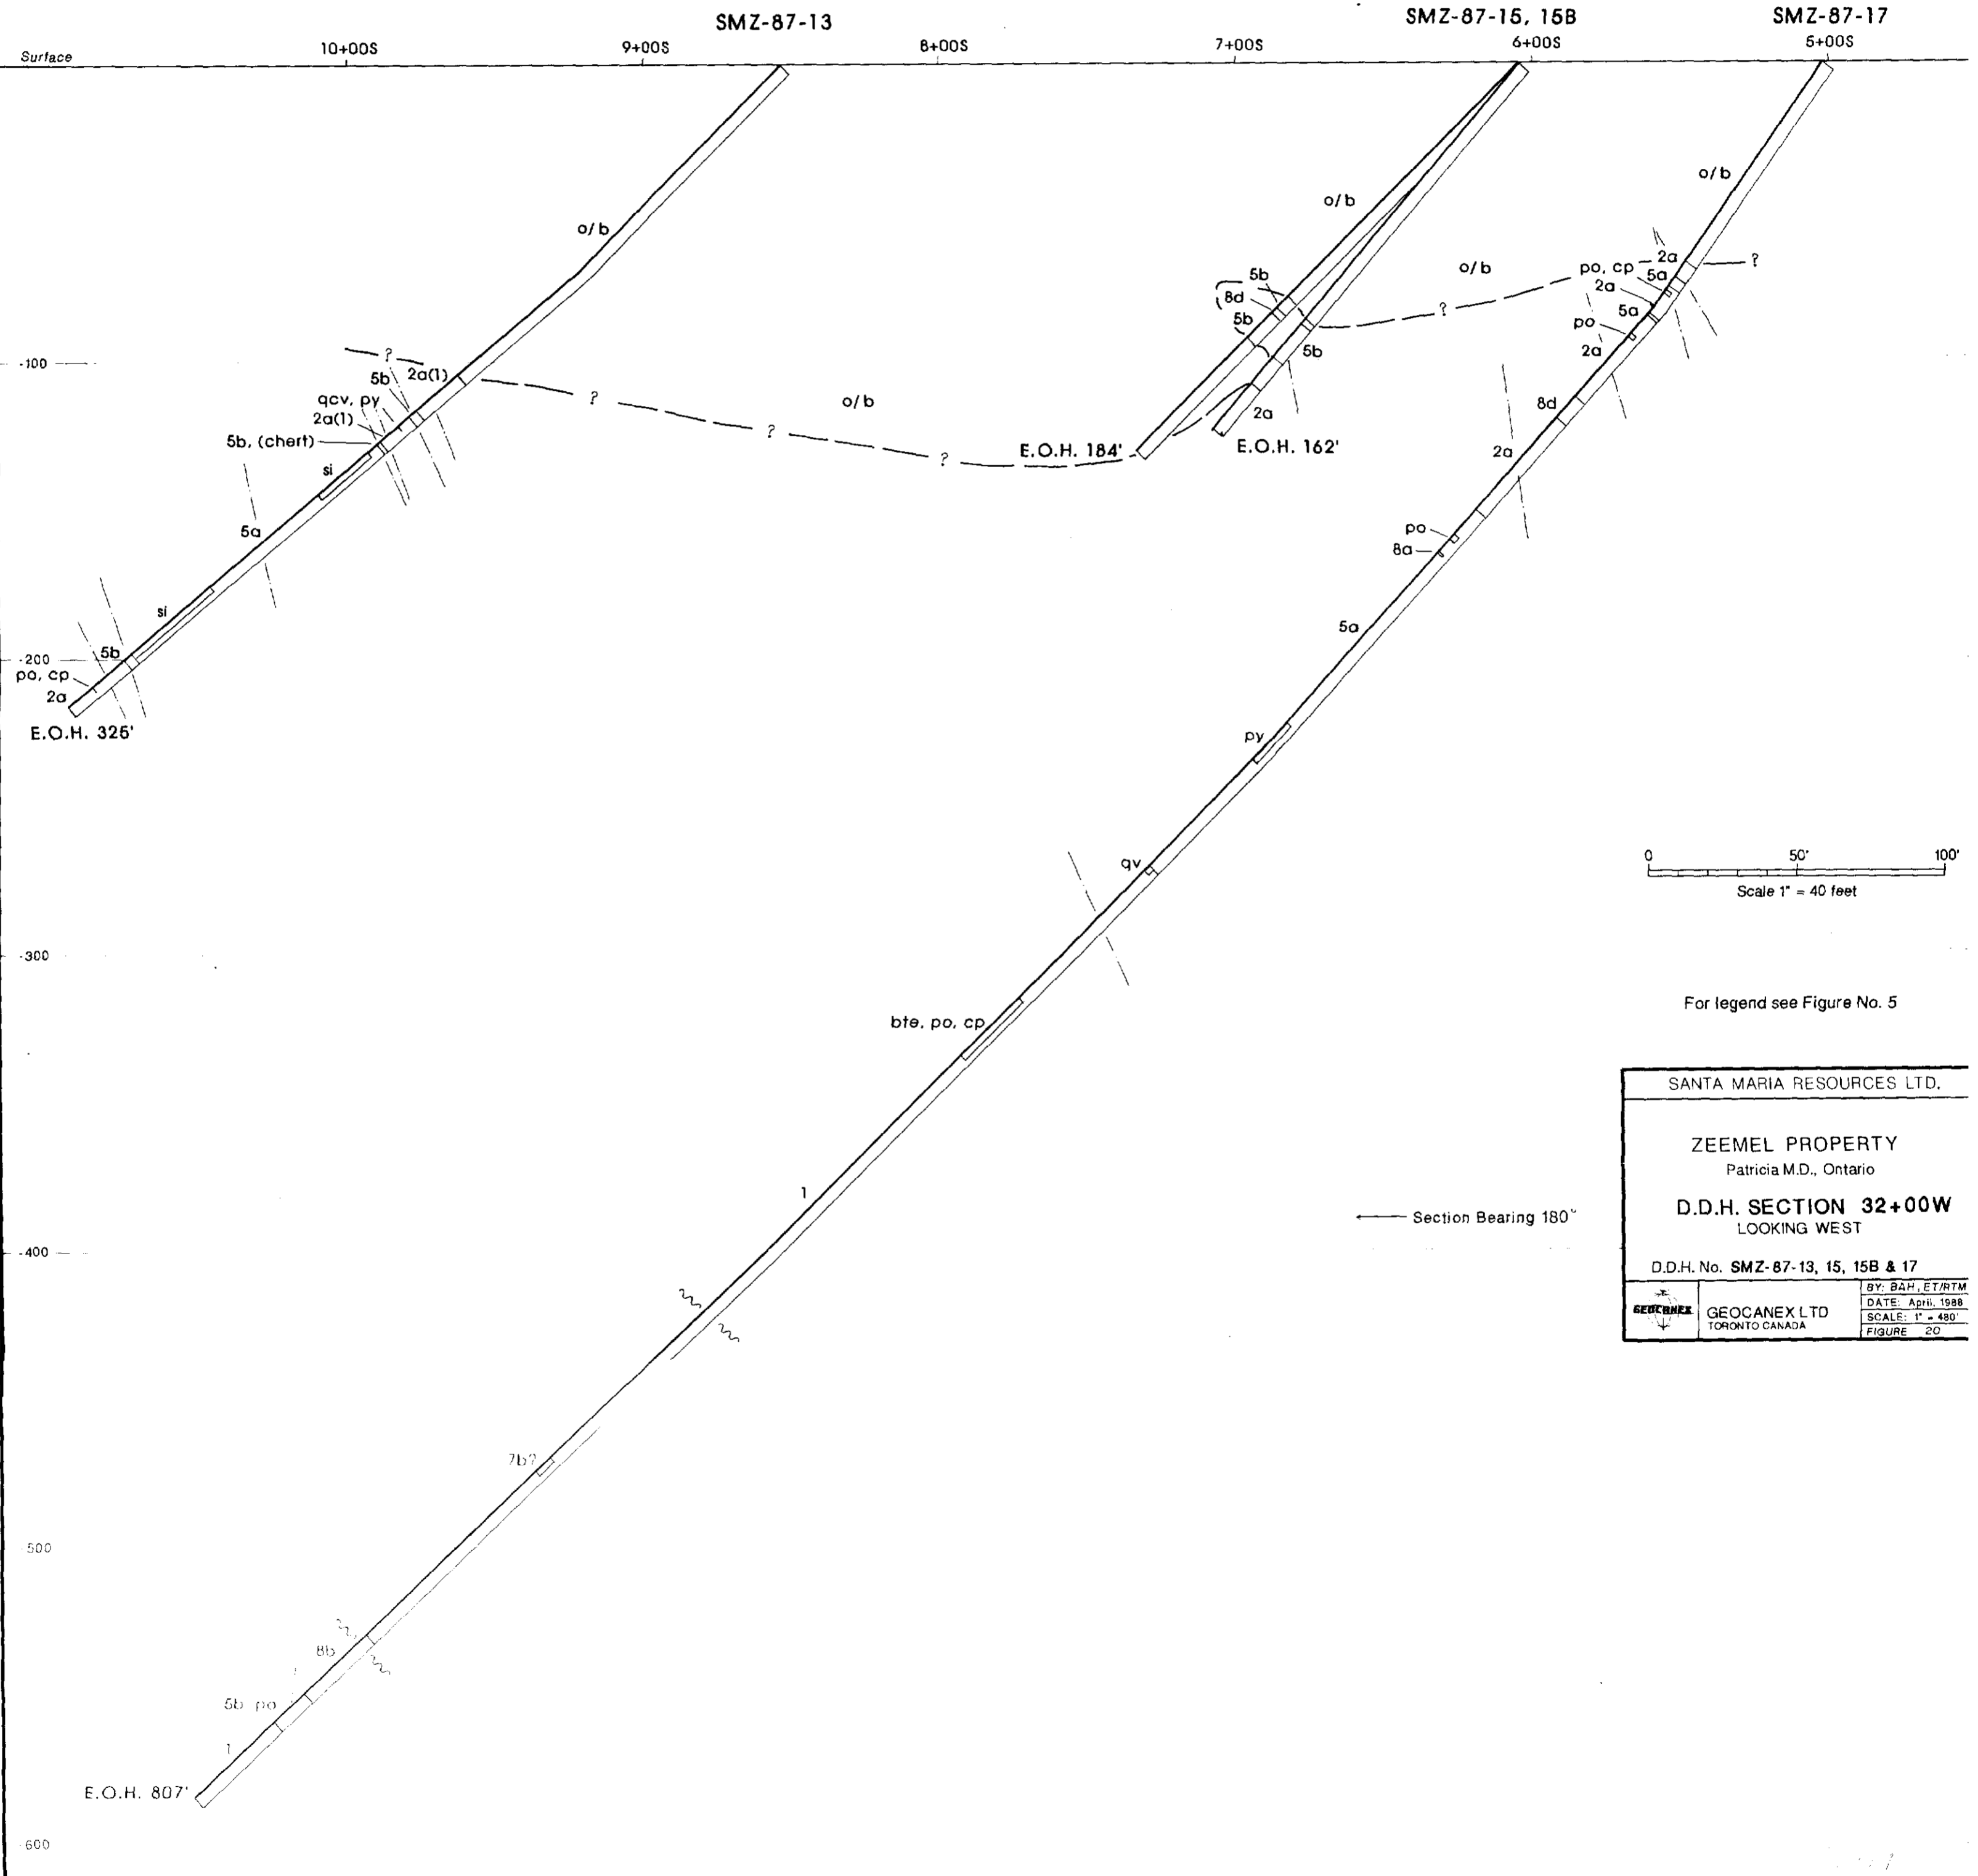 SMZ-87-13
SMZ-87-15, 15B
SMZ-87-17
Surface
10+00S
9+00S
8+00S
7+00S
6+00S
5+00S
o/b
o/b
o/b
o/b
2a
?
po, cp
5a
2a
5a
po
2a
?
5b
8d
5b
5b
2a
-100
?
2a(1)
5b
qcv, py
2a(1)
5b, (chert)
si
?
o/b
?
?
8d
2a
E.O.H. 184'
E.O.H. 162'
5a
po
8a
si
5a
5b
-200
po, cp
2a
E.O.H. 326'
py
qv
0
50'
100'
Scale 1" = 40 feet
-300
For legend see Figure No. 5
bte, po, cp
SANTA MARIA RESOURCES LTD.
ZEEMEL PROPERTY
Patricia M.D., Ontario
D.D.H. SECTION 32+00W
LOOKING WEST
D.D.H. No. SMZ-87-13, 15, 15B & 17
GEOCANEX
GEOCANEX LTD
TORONTO CANADA
BY: BAH, ET/RTM
DATE: April, 1988
SCALE: 1" = 480'
FIGURE 20
1
Section Bearing 180°
-400
7b?
-500
8b
5b po
1
E.O.H. 807'
-600